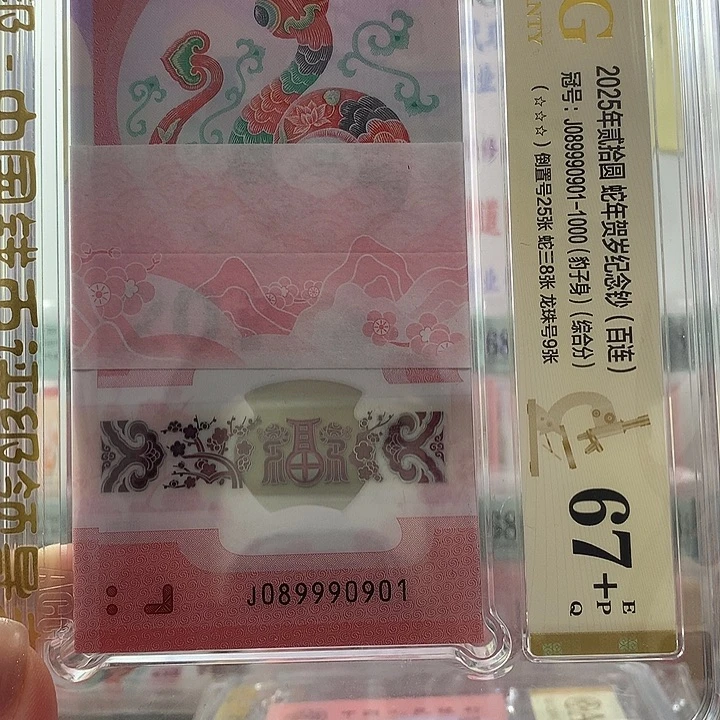 2025年贰拾圆 蛇年贺岁纪念钞（百连）
冠号：J089990901-1000（豹子身）（综合分）
（☆☆☆）倒置号25张 蛇三8张 龙珠号9张
67+
E
P
Q
J089990901
中国钱币评级领导